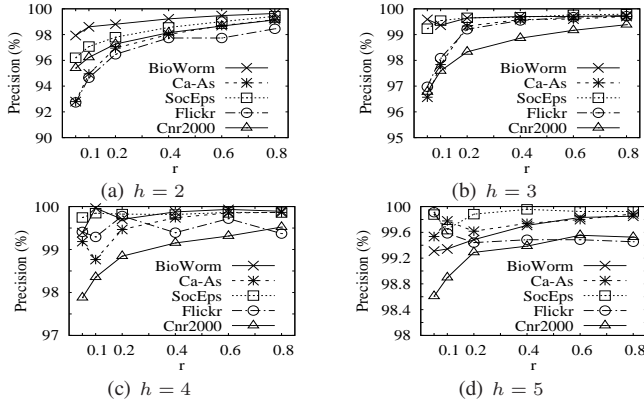 100
98
96
94
92
90
Precision (%)
BioWorm
Ca-As
SocEps
Flickr
Cnr2000
0.1 0.2 0.4 0.6 0.8
r
(a) h = 2
100
99
98
97
96
95
Precision (%)
BioWorm
Ca-As
SocEps
Flickr
Cnr2000
0.1 0.2 0.4 0.6 0.8
r
(b) h = 3
100
99
98
97
Precision (%)
BioWorm
Ca-As
SocEps
Flickr
Cnr2000
0.1 0.2 0.4 0.6 0.8
r
(c) h = 4
100
99.6
99.2
98.8
98.4
98
Precision (%)
BioWorm
Ca-As
SocEps
Flickr
Cnr2000
0.1 0.2 0.4 0.6 0.8
r
(d) h = 5